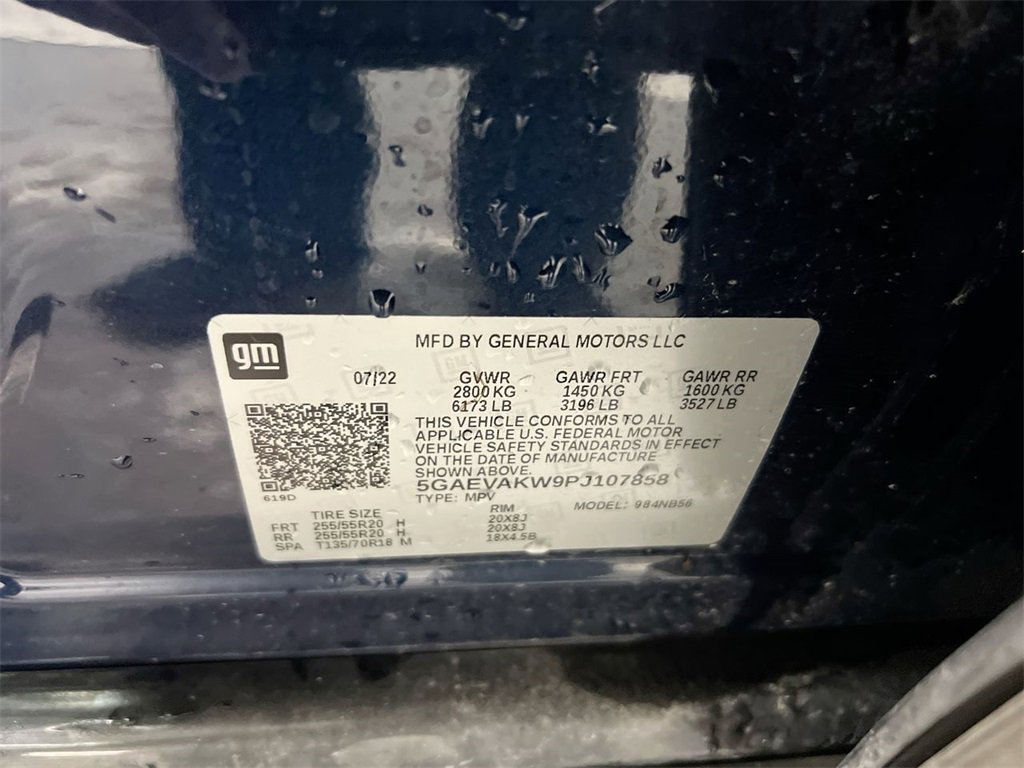 gm
MFD BY GENERAL MOTORS LLC
07/22 GVWR GAWR FRT GAWR RR
2800 KG 1450 KG 1600 KG
6173 LB 3196 LB 3527 LB
THIS VEHICLE CONFORMS TO ALL
APPLICABLE U.S. FEDERAL MOTOR
VEHICLE SAFETY STANDARDS IN EFFECT
ON THE DATE OF MANUFACTURE
SHOWN ABOVE.
5GAEVAKW9PJ107858
619D
TYPE: MPV MODEL: 984NB56
TIRE SIZE RIM
FRT 255/55R20 H 20X8J
RR 255/55R20 H 20X8J
SPA T135/70R18 M 18X4.5B